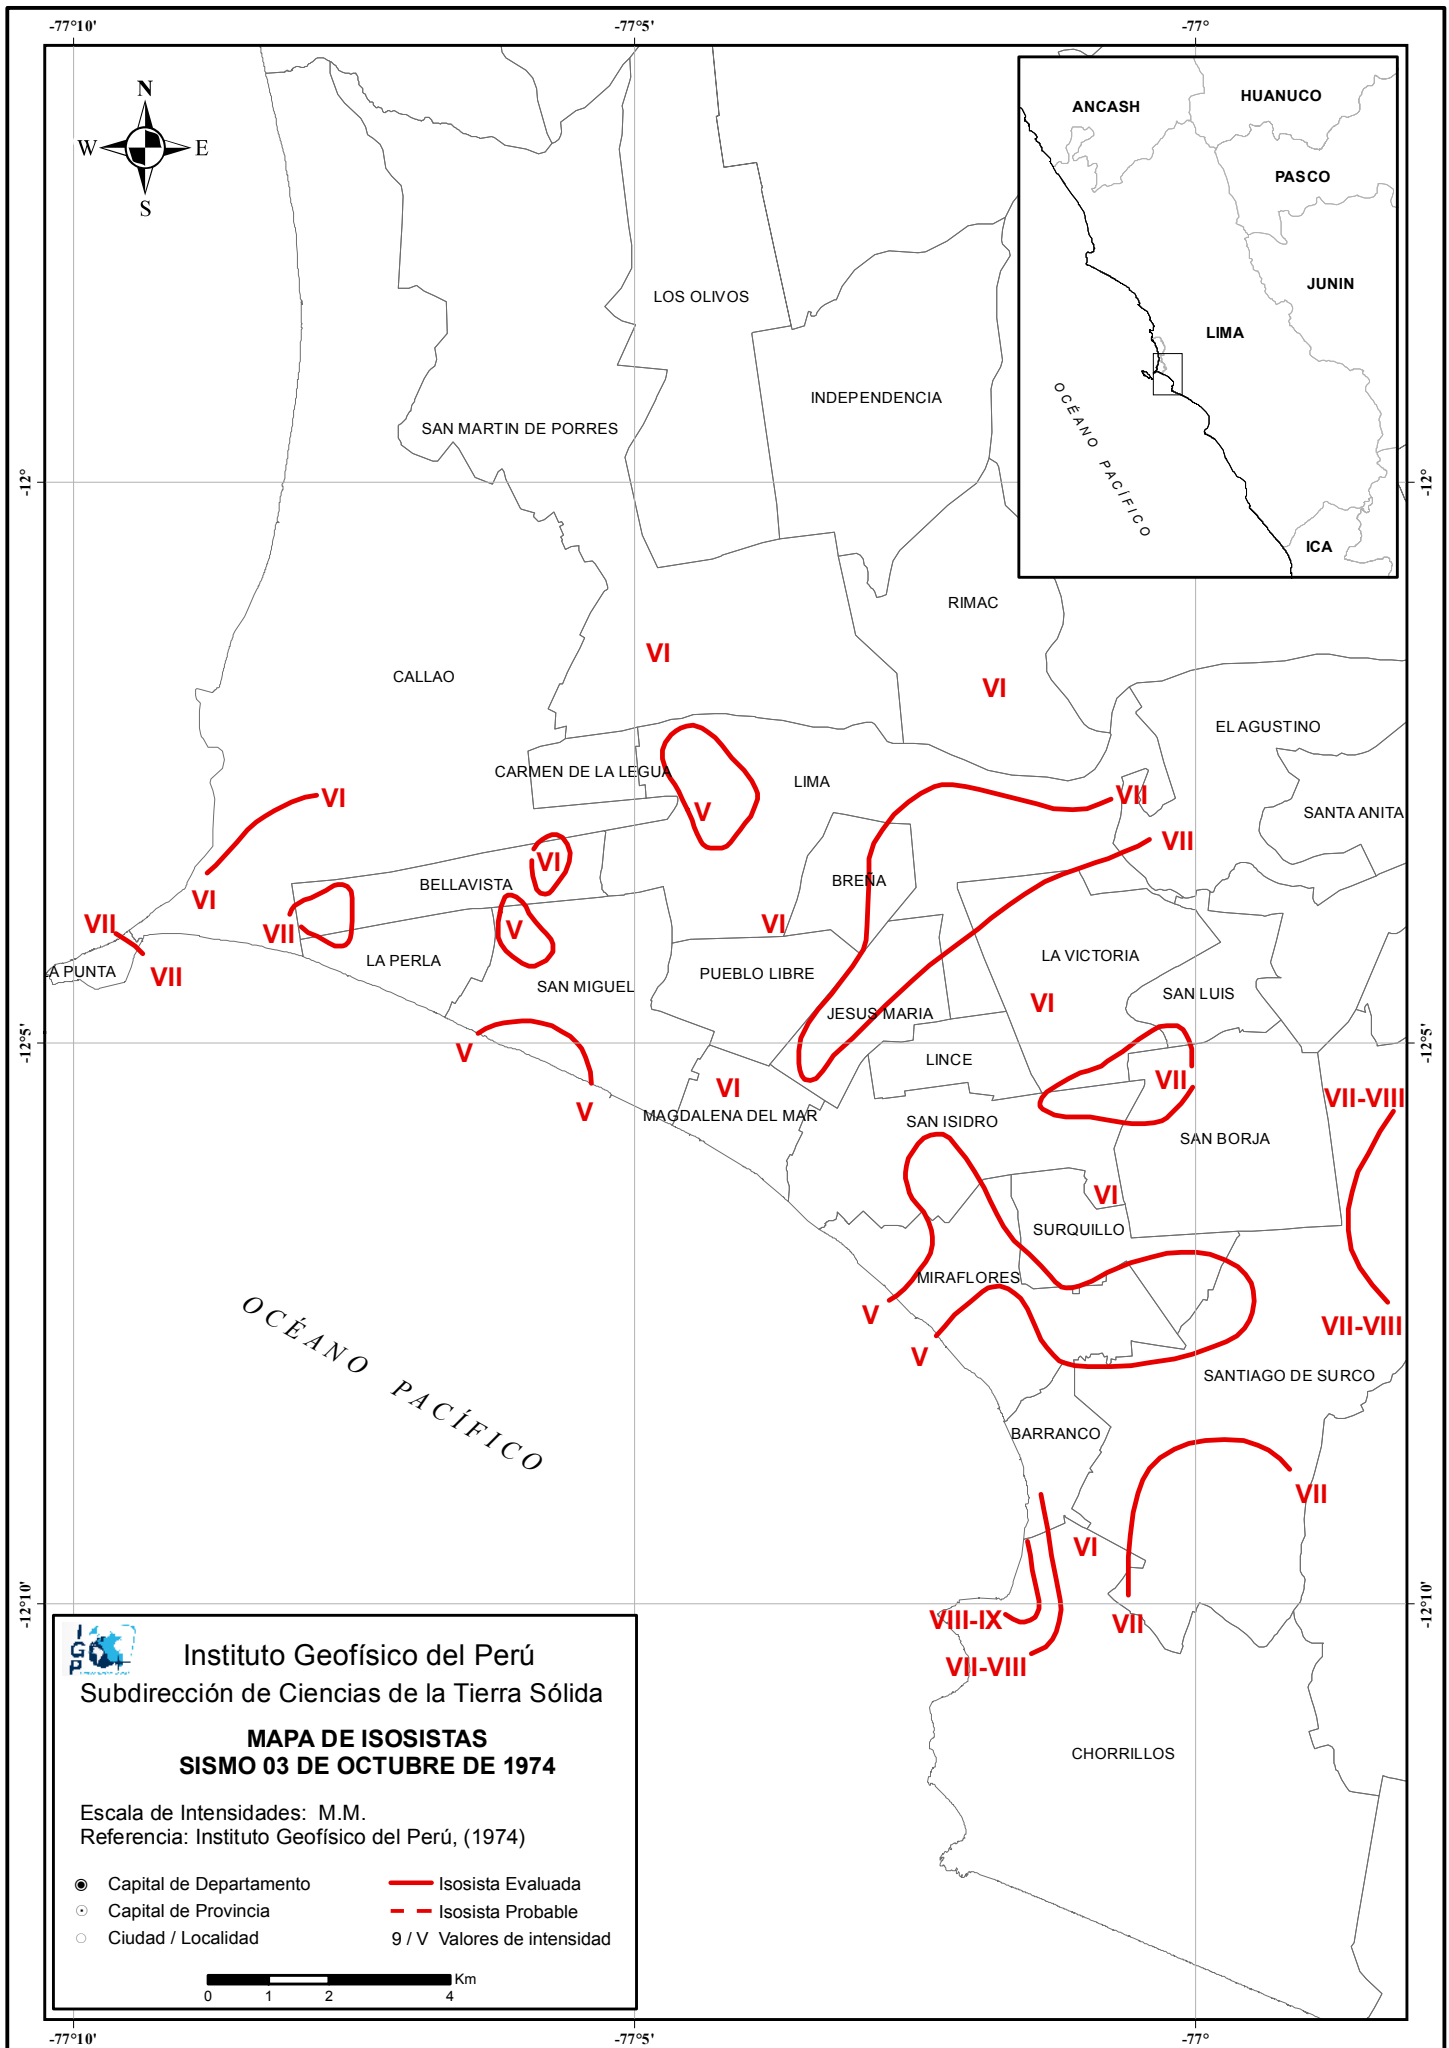 -77°10'
-77°5'
-77°
N
W
E
S
ANCASH
HUANUCO
PASCO
JUNIN
LIMA
ICA
OCÉANO PACÍFICO
-12°
-12°
LOS OLIVOS
INDEPENDENCIA
SAN MARTIN DE PORRES
RIMAC
VI
CALLAO
VI
EL AGUSTINO
CARMEN DE LA LEGUA
LIMA
VI
VII
V
SANTA ANITA
VII
VI
BELLAVISTA
BREÑA
VI
VII
VII
V
VI
LA PERLA
LA VICTORIA
A PUNTA
VII
PUEBLO LIBRE
SAN MIGUEL
SAN LUIS
VI
JESUS MARIA
-12°5'
-12°5'
V
LINCE
VII
VI
V
VII-VIII
MAGDALENA DEL MAR
SAN ISIDRO
SAN BORJA
VI
SURQUILLO
MIRAFLORES
V
VII-VIII
V
OCÉANO PACÍFICO
SANTIAGO DE SURCO
BARRANCO
VII
VI
-12°10'
-12°10'
VIII-IX
VII
VII-VIII
CHORRILLOS
IGP
Instituto Geofísico del Perú
Subdirección de Ciencias de la Tierra Sólida
MAPA DE ISOSISTAS
SISMO 03 DE OCTUBRE DE 1974
Escala de Intensidades: M.M.
Referencia: Instituto Geofísico del Perú, (1974)
Capital de Departamento
Isosista Evaluada
Capital de Provincia
Isosista Probable
Ciudad / Localidad
9 / V Valores de intensidad
Km
0 1 2 4
-77°10'
-77°5'
-77°